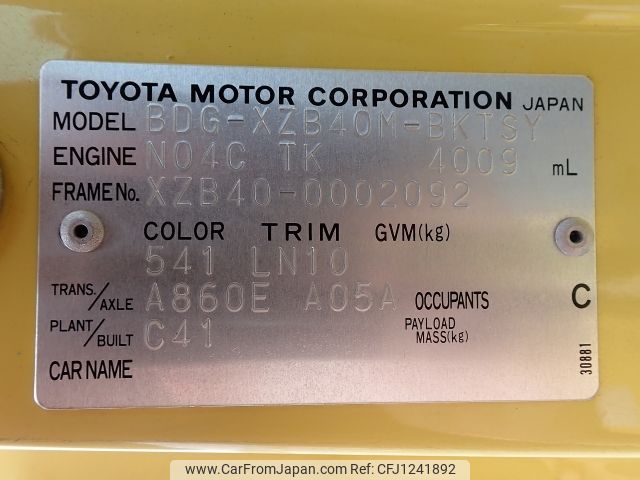 TOYOTA MOTOR CORPORATION JAPAN
MODEL BDG-XZB40M-BKTSY
ENGINE N04C TK 4009 mL
FRAME No. XZB40-0002092
COLOR TRIM GVM(kg)
541 LN10
TRANS./AXLE A860E A05A OCCUPANTS C
PLANT/BUILT C41 PAYLOAD MASS(kg)
CAR NAME
30881
www.CarFromJapan.com - CFJ1241892